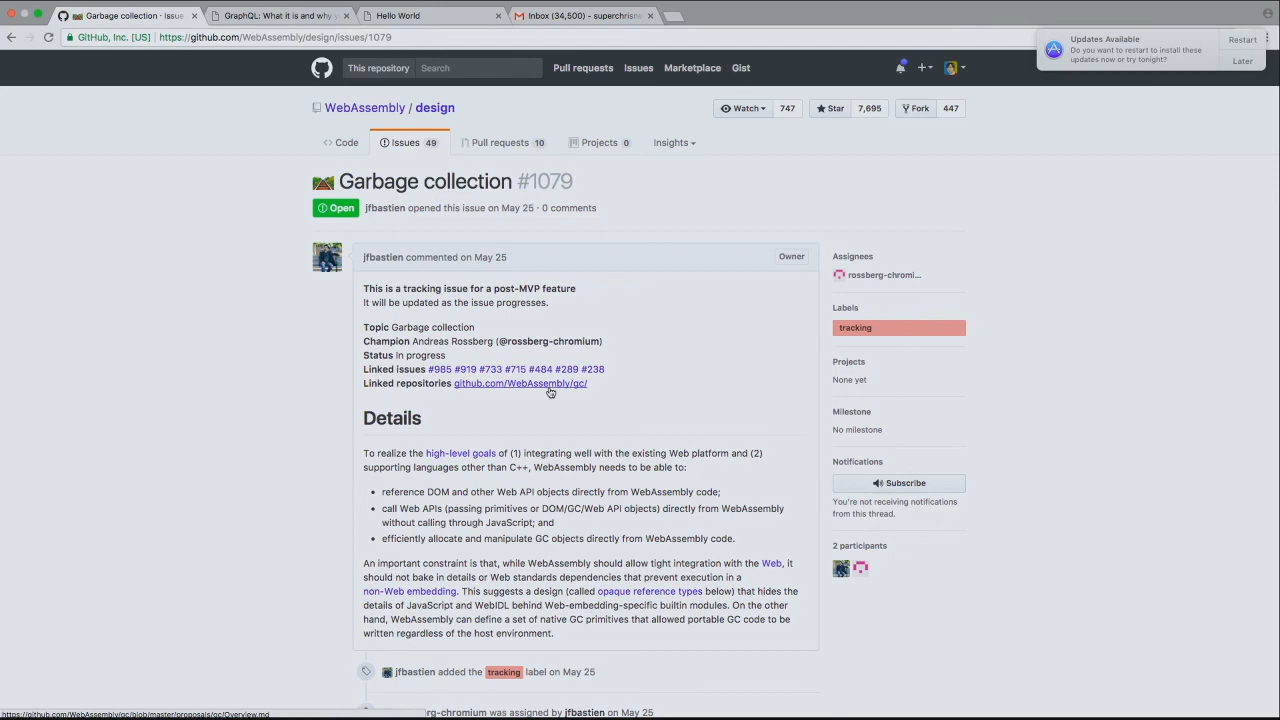 Garbage collection · Issue
GraphQL: What it is and why y
Hello World
Inbox (34,500) - superchrisne
GitHub, Inc. [US]
https://github.com/WebAssembly/design/issues/1079
Updates Available
Do you want to restart to install these
updates now or try tonight?
Restart
Later
This repository
Search
Pull requests
Issues
Marketplace
Gist
WebAssembly / design
Watch
747
Star
7,695
Fork
447
Code
Issues 49
Pull requests 10
Projects 0
Insights
Garbage collection #1079
Open
jfbastien opened this issue on May 25 · 0 comments
jfbastien commented on May 25
Owner
This is a tracking issue for a post-MVP feature
It will be updated as the issue progresses.
Topic Garbage collection
Champion Andreas Rossberg (@rossberg-chromium)
Status In progress
Linked issues #985 #919 #733 #715 #484 #289 #238
Linked repositories github.com/WebAssembly/gc/
Details
To realize the high-level goals of (1) integrating well with the existing Web platform and (2)
supporting languages other than C++, WebAssembly needs to be able to:
reference DOM and other Web API objects directly from WebAssembly code;
call Web APIs (passing primitives or DOM/GC/Web API objects) directly from WebAssembly
without calling through JavaScript; and
efficiently allocate and manipulate GC objects directly from WebAssembly code.
An important constraint is that, while WebAssembly should allow tight integration with the Web, it
should not bake in details or Web standards dependencies that prevent execution in a
non-Web embedding. This suggests a design (called opaque reference types below) that hides the
details of JavaScript and WebIDL behind Web-embedding-specific builtin modules. On the other
hand, WebAssembly can define a set of native GC primitives that allowed portable GC code to be
written regardless of the host environment.
jfbastien added the tracking label on May 25
rg-chromium was assigned by jfbastien on May 25
Assignees
rossberg-chromi...
Labels
tracking
Projects
None yet
Milestone
No milestone
Notifications
Subscribe
You're not receiving notifications
from this thread.
2 participants
https://github.com/WebAssembly/gc/blob/master/proposals/gc/Overview.md